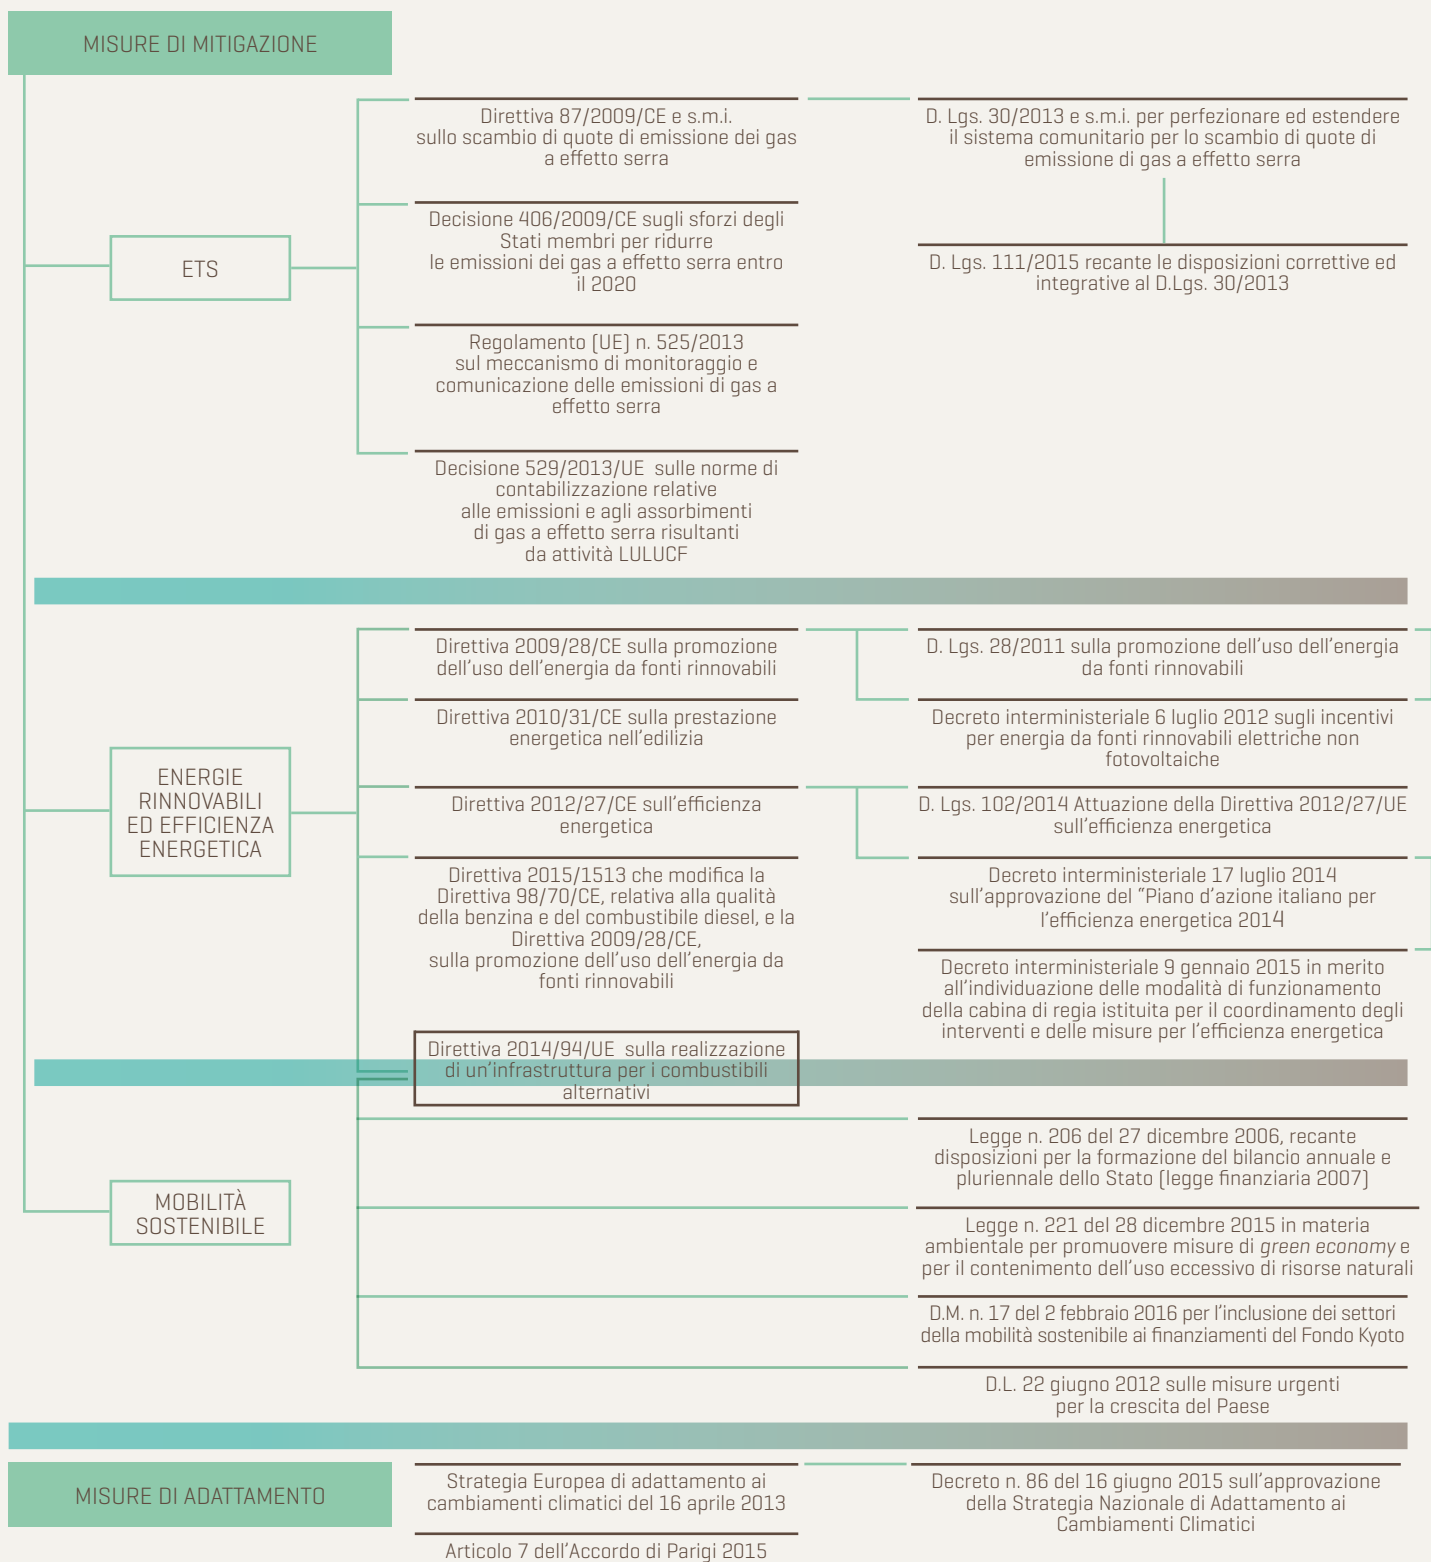 MISURE DI MITIGAZIONE
ETS
Direttiva 87/2009/CE e s.m.i.
sullo scambio di quote di emissione dei gas
a effetto serra
D. Lgs. 30/2013 e s.m.i. per perfezionare ed estendere
il sistema comunitario per lo scambio di quote di
emissione di gas a effetto serra
Decisione 406/2009/CE sugli sforzi degli
Stati membri per ridurre
le emissioni dei gas a effetto serra entro
il 2020
D. Lgs. 111/2015 recante le disposizioni correttive ed
integrative al D.Lgs. 30/2013
Regolamento (UE) n. 525/2013
sul meccanismo di monitoraggio e
comunicazione delle emissioni di gas a
effetto serra
Decisione 529/2013/UE sulle norme di
contabilizzazione relative
alle emissioni e agli assorbimenti
di gas a effetto serra risultanti
da attività LULUCF
ENERGIE
RINNOVABILI
ED EFFICIENZA
ENERGETICA
Direttiva 2009/28/CE sulla promozione
dell'uso dell'energia da fonti rinnovabili
D. Lgs. 28/2011 sulla promozione dell'uso dell'energia
da fonti rinnovabili
Direttiva 2010/31/CE sulla prestazione
energetica nell'edilizia
Decreto interministeriale 6 luglio 2012 sugli incentivi
per energia da fonti rinnovabili elettriche non
fotovoltaiche
Direttiva 2012/27/CE sull'efficienza
energetica
D. Lgs. 102/2014 Attuazione della Direttiva 2012/27/UE
sull'efficienza energetica
Direttiva 2015/1513 che modifica la
Direttiva 98/70/CE, relativa alla qualità
della benzina e del combustibile diesel, e la
Direttiva 2009/28/CE,
sulla promozione dell'uso dell'energia da
fonti rinnovabili
Decreto interministeriale 17 luglio 2014
sull'approvazione del "Piano d'azione italiano per
l'efficienza energetica 2014
Decreto interministeriale 9 gennaio 2015 in merito
all'individuazione delle modalità di funzionamento
della cabina di regia istituita per il coordinamento degli
interventi e delle misure per l'efficienza energetica
Direttiva 2014/94/UE sulla realizzazione
di un'infrastruttura per i combustibili
alternativi
MOBILITÀ
SOSTENIBILE
Legge n. 206 del 27 dicembre 2006, recante
disposizioni per la formazione del bilancio annuale e
pluriennale dello Stato (legge finanziaria 2007)
Legge n. 221 del 28 dicembre 2015 in materia
ambientale per promuovere misure di green economy e
per il contenimento dell'uso eccessivo di risorse naturali
D.M. n. 17 del 2 febbraio 2016 per l'inclusione dei settori
della mobilità sostenibile ai finanziamenti del Fondo Kyoto
D.L. 22 giugno 2012 sulle misure urgenti
per la crescita del Paese
MISURE DI ADATTAMENTO
Strategia Europea di adattamento ai
cambiamenti climatici del 16 aprile 2013
Decreto n. 86 del 16 giugno 2015 sull'approvazione
della Strategia Nazionale di Adattamento ai
Cambiamenti Climatici
Articolo 7 dell'Accordo di Parigi 2015